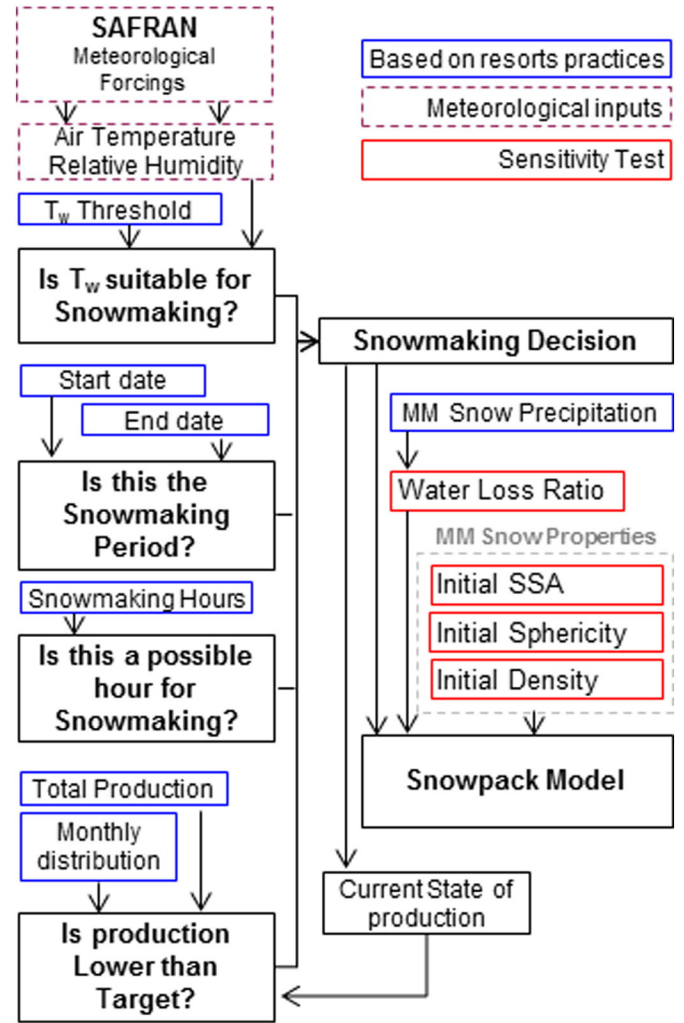 SAFRAN
Meteorological
Forcings
Air Temperature
Relative Humidity
Based on resorts practices
Meteorological inputs
Sensitivity Test
Tw Threshold
Is Tw suitable for
Snowmaking?
Snowmaking Decision
Start date
End date
Is this the
Snowmaking
Period?
MM Snow Precipitation
Water Loss Ratio
MM Snow Properties
Initial SSA
Initial Sphericity
Initial Density
Snowmaking Hours
Is this a possible
hour for
Snowmaking?
Snowpack Model
Total Production
Monthly
distribution
Is production
Lower than
Target?
Current State of
production